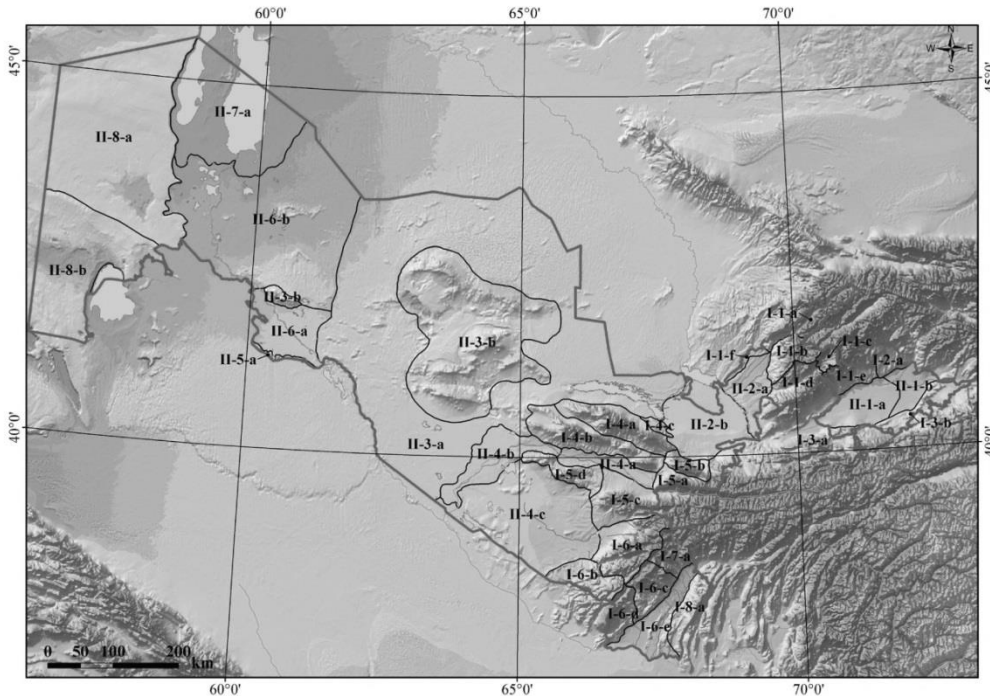 60°0' 65°0' 70°0'
N
W E
S
45°0' 45°0'
II-7-a
II-8-a
II-6-b
II-8-b
II-3-b
I-1-a
II-6-a
II-3-b
I-1-b
I-1-c
I-1-f
I-2-a
II-5-a
I-1-e
I-1-d
II-2-a
II-1-b
II-1-a
I-4-a
I-4-c
II-2-b
I-3-b
40°0' I-3-a 40°0'
II-3-a
I-4-b
II-4-b
II-4-a
I-5-b
I-5-d
I-5-a
I-5-c
II-4-c
I-6-a
I-7-a
I-6-b
I-6-c
I-8-a
I-6-e
0 50 100 200
km
60°0' 65°0' 70°0'